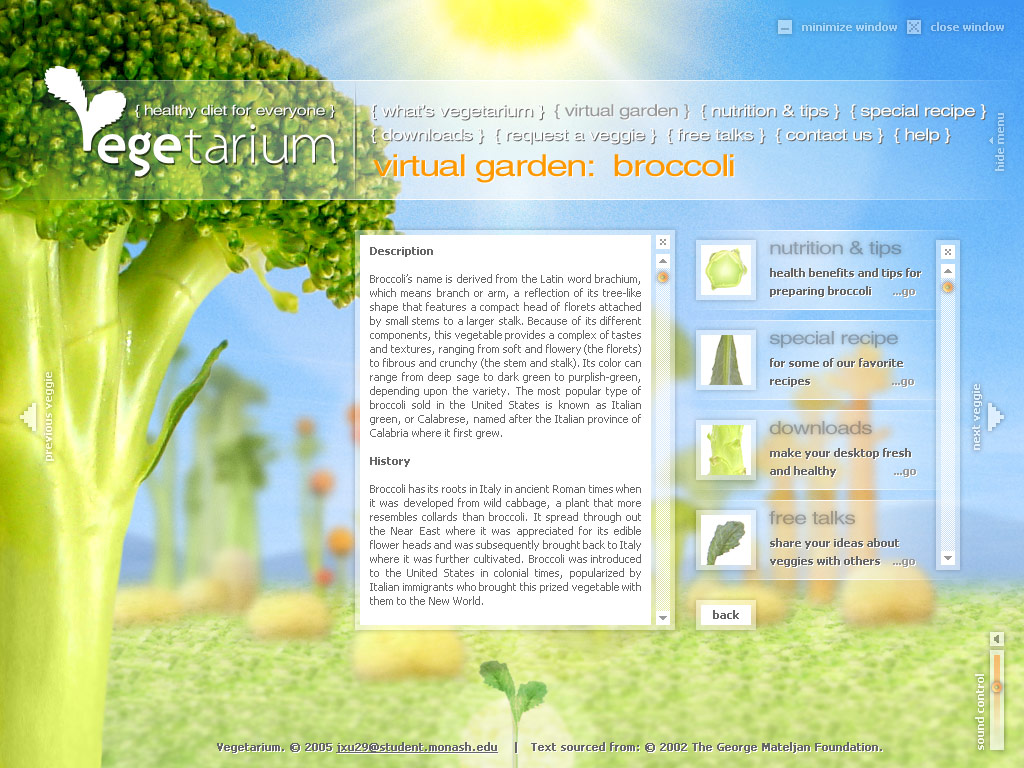 minimize window
close window
{ healthy diet for everyone }
Vegetarium
{ what's vegetarium } { virtual garden } { nutrition & tips } { special recipe }
{ downloads } { request a veggie } { free talks } { contact us } { help }
hide menu
virtual garden: broccoli
Description
Broccoli's name is derived from the Latin word brachium,
which means branch or arm, a reflection of its tree-like
shape that features a compact head of florets attached
by small stems to a larger stalk. Because of its different
components, this vegetable provides a complex of tastes
and textures, ranging from soft and flowery (the florets)
to fibrous and crunchy (the stem and stalk). Its color can
range from deep sage to dark green to purplish-green,
depending upon the variety. The most popular type of
broccoli sold in the United States is known as Italian
green, or Calabrese, named after the Italian province of
Calabria where it first grew.
History
Broccoli has its roots in Italy in ancient Roman times when
it was developed from wild cabbage, a plant that more
resembles collards than broccoli. It spread through out
the Near East where it was appreciated for its edible
flower heads and was subsequently brought back to Italy
where it was further cultivated. Broccoli was introduced
to the United States in colonial times, popularized by
Italian immigrants who brought this prized vegetable with
them to the New World.
nutrition & tips
health benefits and tips for
preparing broccoli ...go
special recipe
for some of our favorite
recipes ...go
downloads
make your desktop fresh
and healthy ...go
free talks
share your ideas about
veggies with others ...go
back
previous veggie
next veggie
sound control
Vegetarium. © 2005 jxu29@student.monash.edu | Text sourced from: © 2002 The George Mateljan Foundation.